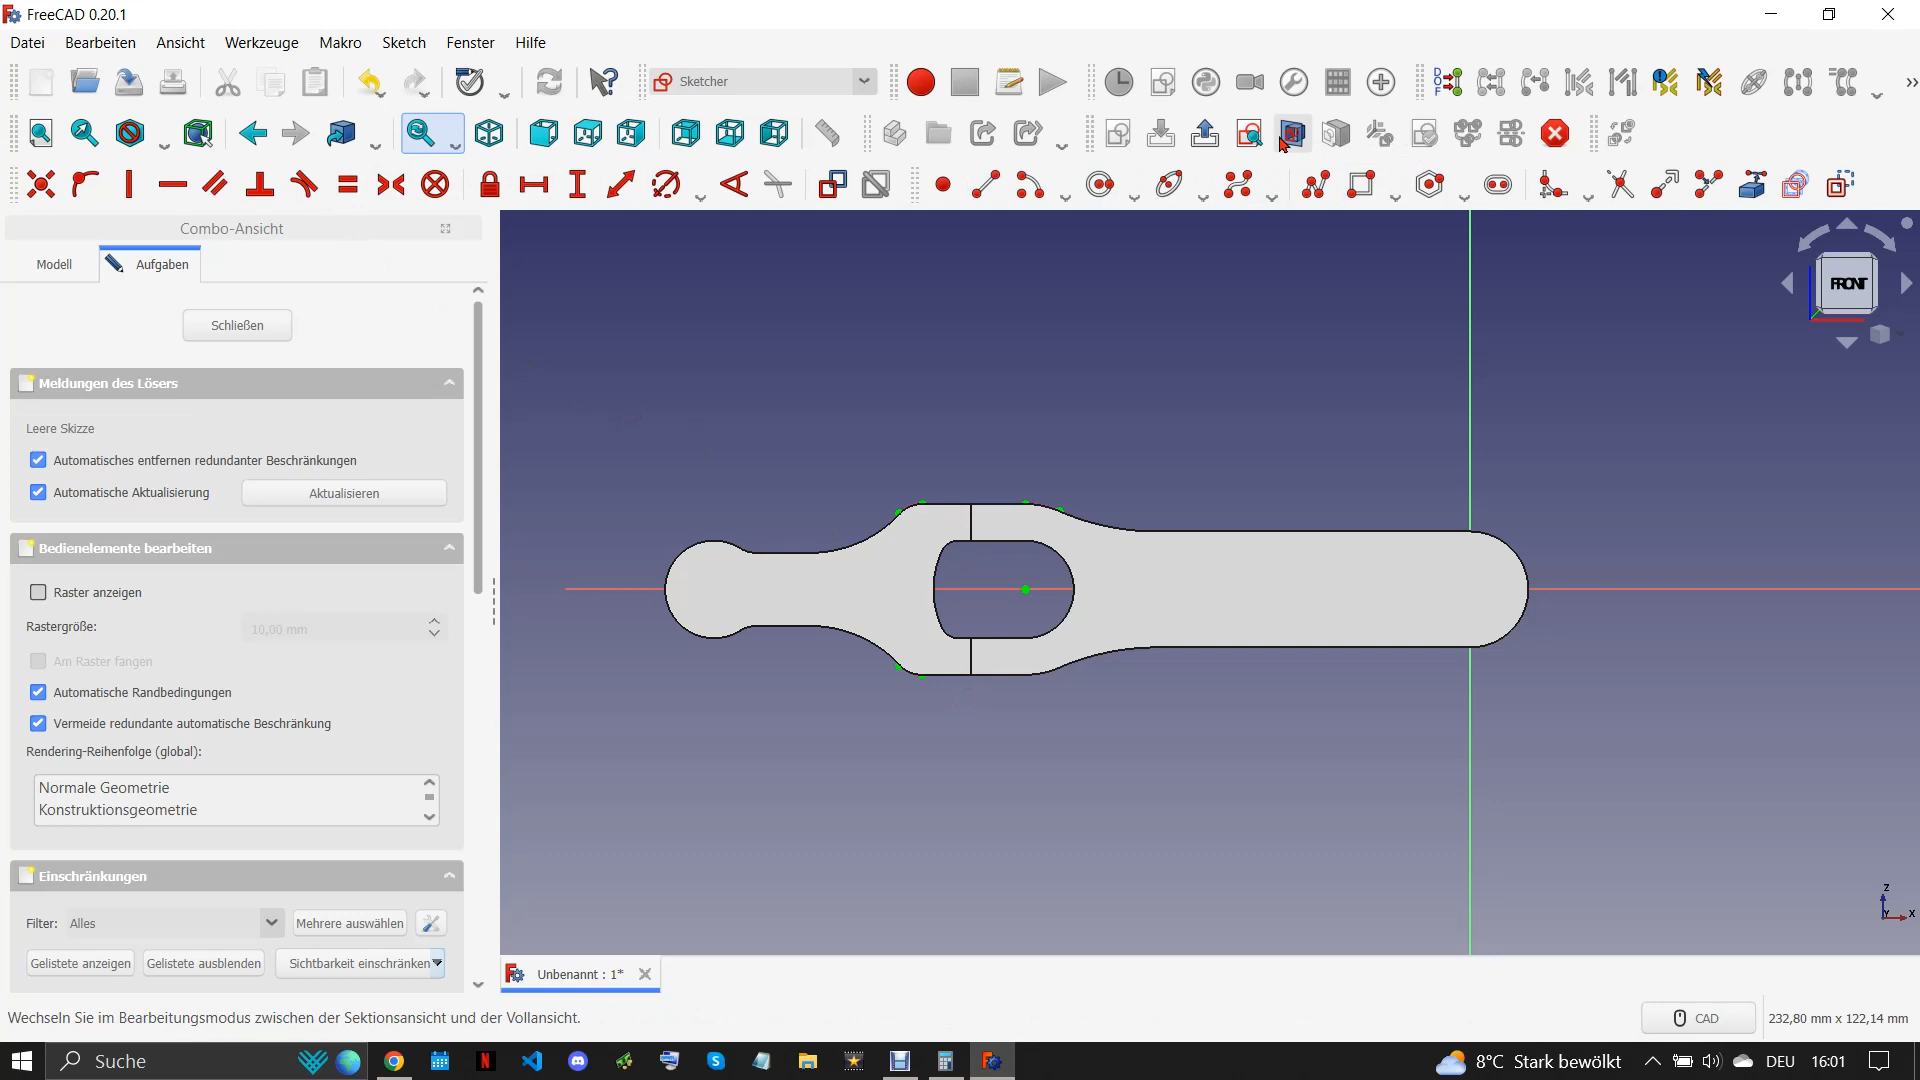 FreeCAD 0.20.1
Datei Bearbeiten Ansicht Werkzeuge Makro Sketch Fenster Hilfe
Sketcher
Combo-Ansicht
Modell Aufgaben
Schließen
Meldungen des Lösers
Leere Skizze
Automatisches entfernen redundanter Beschränkungen
Automatische Aktualisierung Aktualisieren
Bedienelemente bearbeiten
Raster anzeigen
Rastergröße: 10,00 mm
Am Raster fangen
Automatische Randbedingungen
Vermeide redundante automatische Beschränkung
Rendering-Reihenfolge (global):
Normale Geometrie
Konstruktionsgeometrie
Einschränkungen
Filter: Alles Mehrere auswählen
Gelistete anzeigen Gelistete ausblenden Sichtbarkeit einschränken
FRONT
Z
Y X
Unbenannt : 1*
Wechseln Sie im Bearbeitungsmodus zwischen der Sektionsansicht und der Vollansicht.
CAD 232,80 mm x 122,14 mm
Suche 8°C Stark bewölkt DEU 16:01